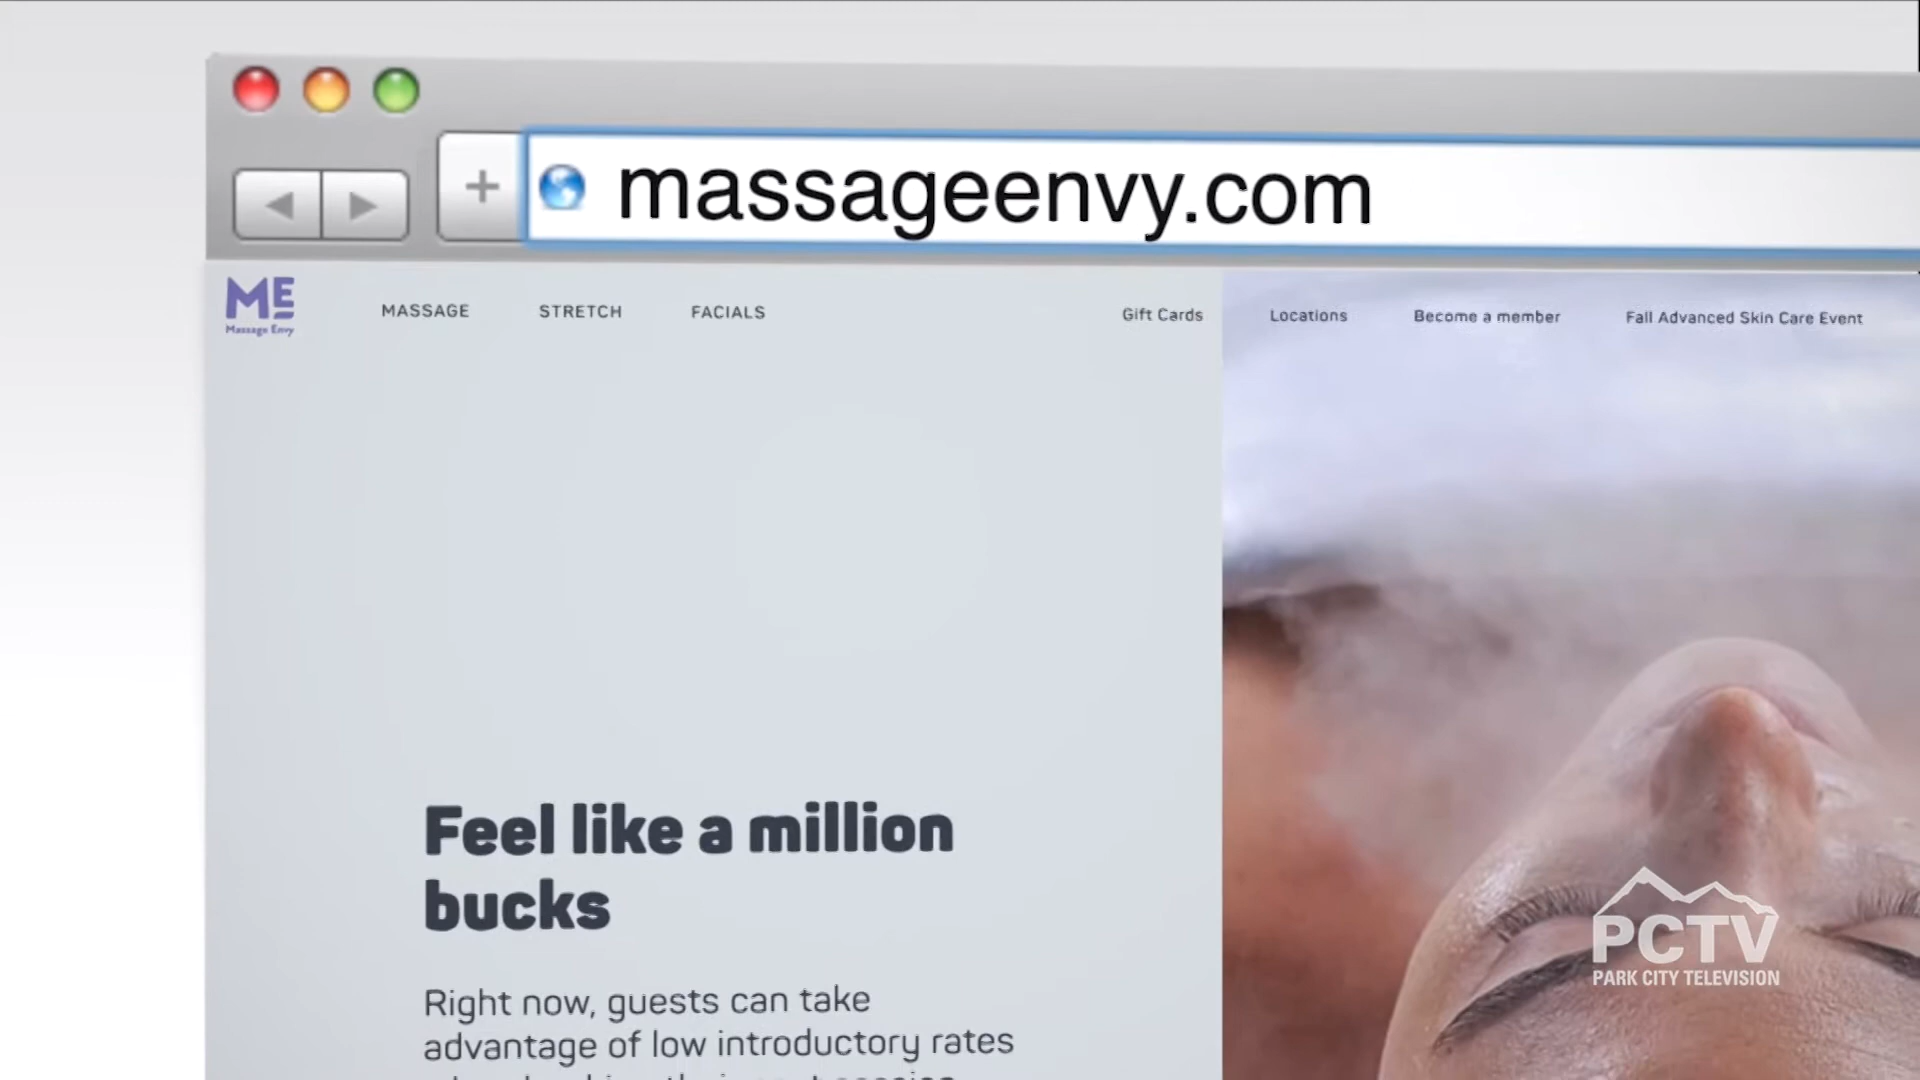 massageenvy.com
ME
Massage Envy
MASSAGE STRETCH FACIALS Gift Cards Locations Become a member Fall Advanced Skin Care Event
Feel like a million
bucks
Right now, guests can take
advantage of low introductory rates
PCTV
PARK CITY TELEVISION